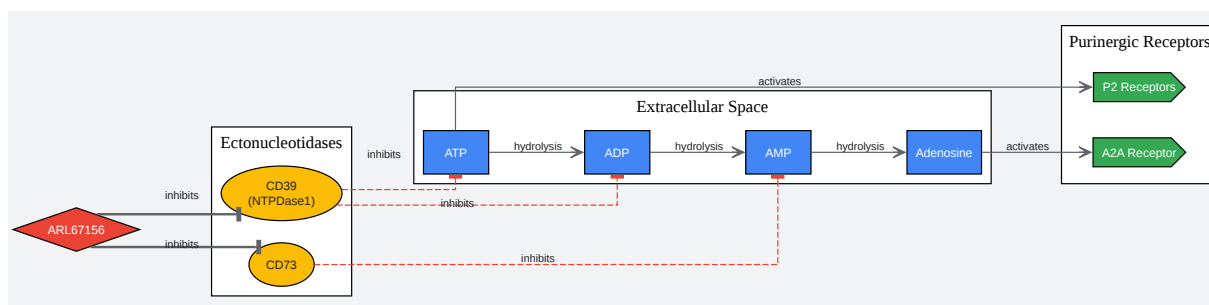 Purinergic Receptors
activates
P2 Receptors
Extracellular Space
Ectonucleotidases
inhibits
ATP
hydrolysis
ADP
hydrolysis
AMP
hydrolysis
Adenosine
activates
A2A Receptor
CD39
(NTPDase1)
inhibits
inhibits
ARL67156
inhibits
CD73
inhibits